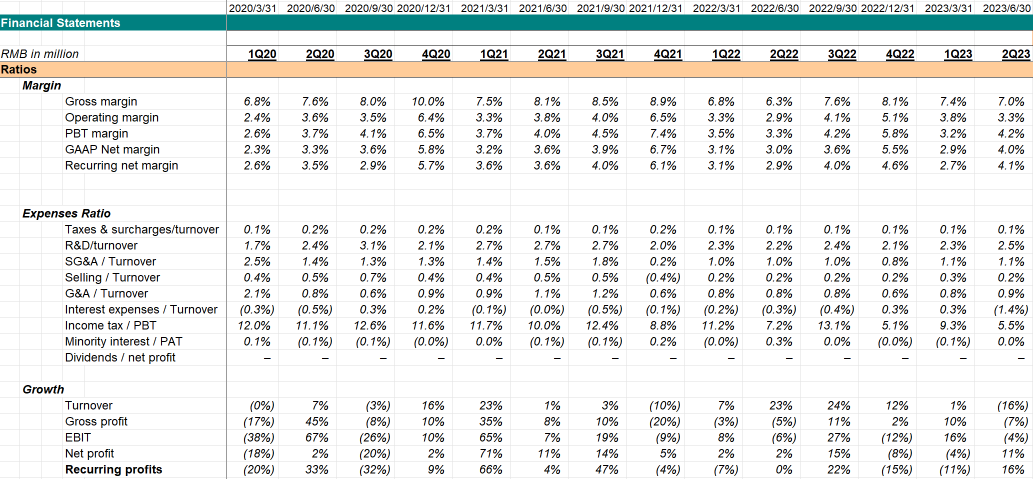 2020/3/31 2020/6/30 2020/9/30 2020/12/31 2021/3/31 2021/6/30 2021/9/30 2021/12/31 2022/3/31 2022/6/30 2022/9/30 2022/12/31 2023/3/31 2023/6/30
Financial Statements
RMB in million 1Q20 2Q20 3Q20 4Q20 1Q21 2Q21 3Q21 4Q21 1Q22 2Q22 3Q22 4Q22 1Q23 2Q23
Ratios
Margin
Gross margin 6.8% 7.6% 8.0% 10.0% 7.5% 8.1% 8.5% 8.9% 6.8% 6.3% 7.6% 8.1% 7.4% 7.0%
Operating margin 2.4% 3.6% 3.5% 6.4% 3.3% 3.8% 4.0% 6.5% 3.3% 2.9% 4.1% 5.1% 3.8% 3.3%
PBT margin 2.6% 3.7% 4.1% 6.5% 3.7% 4.0% 4.5% 7.4% 3.5% 3.3% 4.2% 5.8% 3.2% 4.2%
GAAP Net margin 2.3% 3.3% 3.6% 5.8% 3.2% 3.6% 3.9% 6.7% 3.1% 3.0% 3.6% 5.5% 2.9% 4.0%
Recurring net margin 2.6% 3.5% 2.9% 5.7% 3.6% 3.6% 4.0% 6.1% 3.1% 2.9% 4.0% 4.6% 2.7% 4.1%
Expenses Ratio
Taxes & surcharges/turnover 0.1% 0.2% 0.2% 0.2% 0.2% 0.1% 0.1% 0.2% 0.1% 0.1% 0.1% 0.1% 0.1% 0.1%
R&D/turnover 1.7% 2.4% 3.1% 2.1% 2.7% 2.7% 2.7% 2.0% 2.3% 2.2% 2.4% 2.1% 2.3% 2.5%
SG&A / Turnover 2.5% 1.4% 1.3% 1.3% 1.4% 1.5% 1.8% 0.2% 1.0% 1.0% 1.0% 0.8% 1.1% 1.1%
Selling / Turnover 0.4% 0.5% 0.7% 0.4% 0.4% 0.5% 0.5% (0.4%) 0.2% 0.2% 0.2% 0.2% 0.3% 0.2%
G&A / Turnover 2.1% 0.8% 0.6% 0.9% 0.9% 1.1% 1.2% 0.6% 0.8% 0.8% 0.8% 0.6% 0.8% 0.9%
Interest expenses / Turnover (0.3%) (0.5%) 0.3% 0.2% (0.1%) (0.0%) (0.5%) (0.1%) (0.2%) (0.3%) (0.4%) 0.3% 0.3% (1.4%)
Income tax / PBT 12.0% 11.1% 12.6% 11.6% 11.7% 10.0% 12.4% 8.8% 11.2% 7.2% 13.1% 5.1% 9.3% 5.5%
Minority interest / PAT 0.1% (0.1%) (0.1%) (0.0%) 0.0% (0.1%) (0.1%) 0.2% (0.0%) 0.3% 0.0% (0.0%) (0.1%) 0.0%
Dividends / net profit – – – – – – – – – – – – – –
Growth
Turnover (0%) 7% (3%) 16% 23% 1% 3% (10%) 7% 23% 24% 12% 1% (16%)
Gross profit (17%) 45% (8%) 10% 35% 8% 10% (20%) (3%) (5%) 11% 2% 10% (7%)
EBIT (38%) 67% (26%) 10% 65% 7% 19% (9%) 8% (6%) 27% (12%) 16% (4%)
Net profit (18%) 2% (20%) 2% 71% 11% 14% 5% 2% 2% 15% (8%) (4%) 11%
Recurring profits (20%) 33% (32%) 9% 66% 4% 47% (4%) (7%) 0% 22% (15%) (11%) 16%